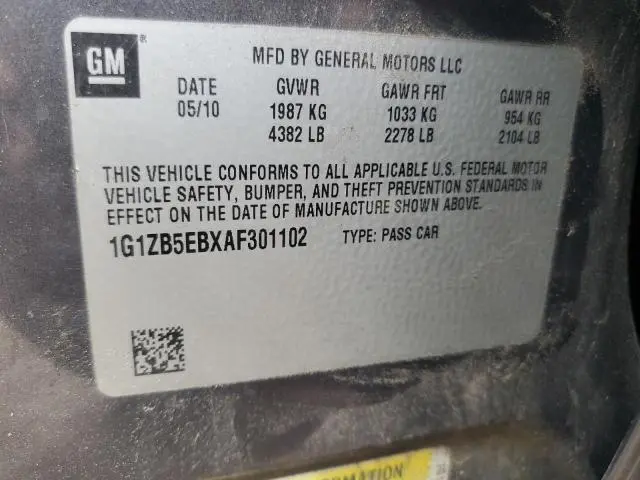 GM ®
MFD BY GENERAL MOTORS LLC
DATE GVWR GAWR FRT GAWR RR
05/10 1987 KG 1033 KG 954 KG
4382 LB 2278 LB 2104 LB
THIS VEHICLE CONFORMS TO ALL APPLICABLE U.S. FEDERAL MOTOR
VEHICLE SAFETY, BUMPER, AND THEFT PREVENTION STANDARDS IN
EFFECT ON THE DATE OF MANUFACTURE SHOWN ABOVE.
1G1ZB5EBXAF301102 TYPE: PASS CAR